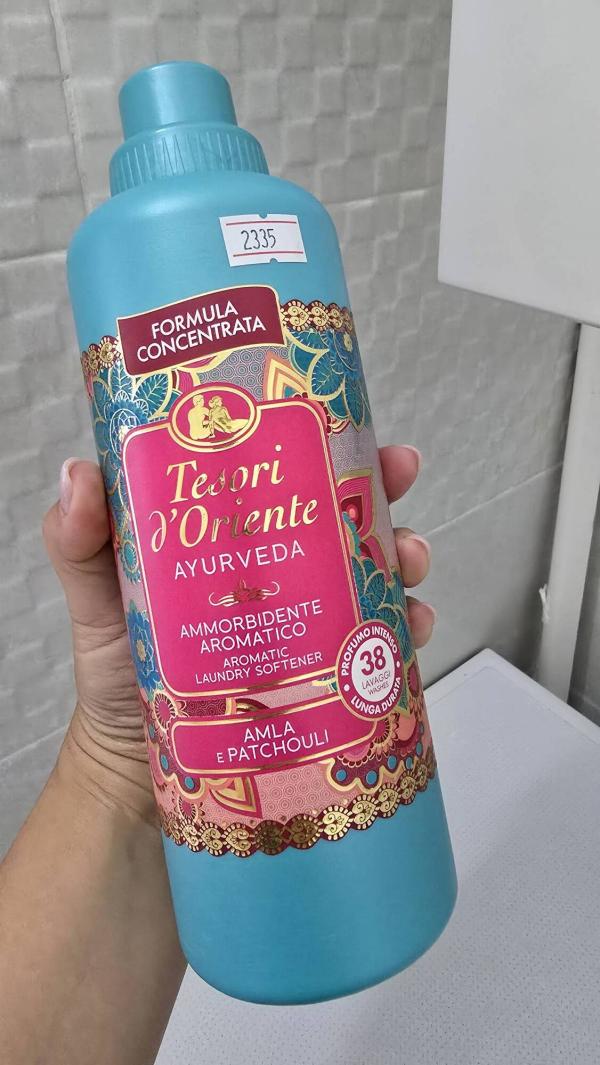 2335
FORMULA
CONCENTRATA
Tesori
d'Oriente
AYURVEDA
AMMORBIDENTE
AROMATICO
AROMATIC
LAUNDRY SOFTENER
PROFUMO INTENSO
38
LAVAGGI
WASHES
LUNGA DURATA
AMLA
E PATCHOULI